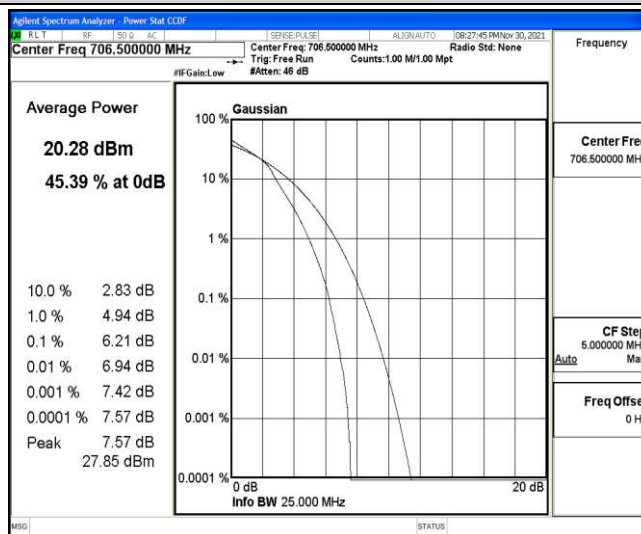 Agilent Spectrum Analyzer - Power Stat CCDF
RLT RF 50 Ω AC SENSE:PULSE ALIGNAUTO 08:27:45 PMNov 30, 2021
Center Freq 706.500000 MHz
Center Freq: 706.500000 MHz Radio Std: None
Trig: Free Run Counts:1.00 M/1.00 Mpt
#IFGain:Low #Atten: 46 dB
Frequency
Average Power
20.28 dBm
45.39 % at 0dB
10.0 % 2.83 dB
1.0 % 4.94 dB
0.1 % 6.21 dB
0.01 % 6.94 dB
0.001 % 7.42 dB
0.0001 % 7.57 dB
Peak 7.57 dB
27.85 dBm
Gaussian
100 %
10 %
1 %
0.1 %
0.01 %
0.001 %
0.0001 %
0 dB 20 dB
Info BW 25.000 MHz
Center Fre
706.500000 MH
CF Ste
5.000000 MH
Auto Ma
Freq Offse
0 H
MSG STATUS